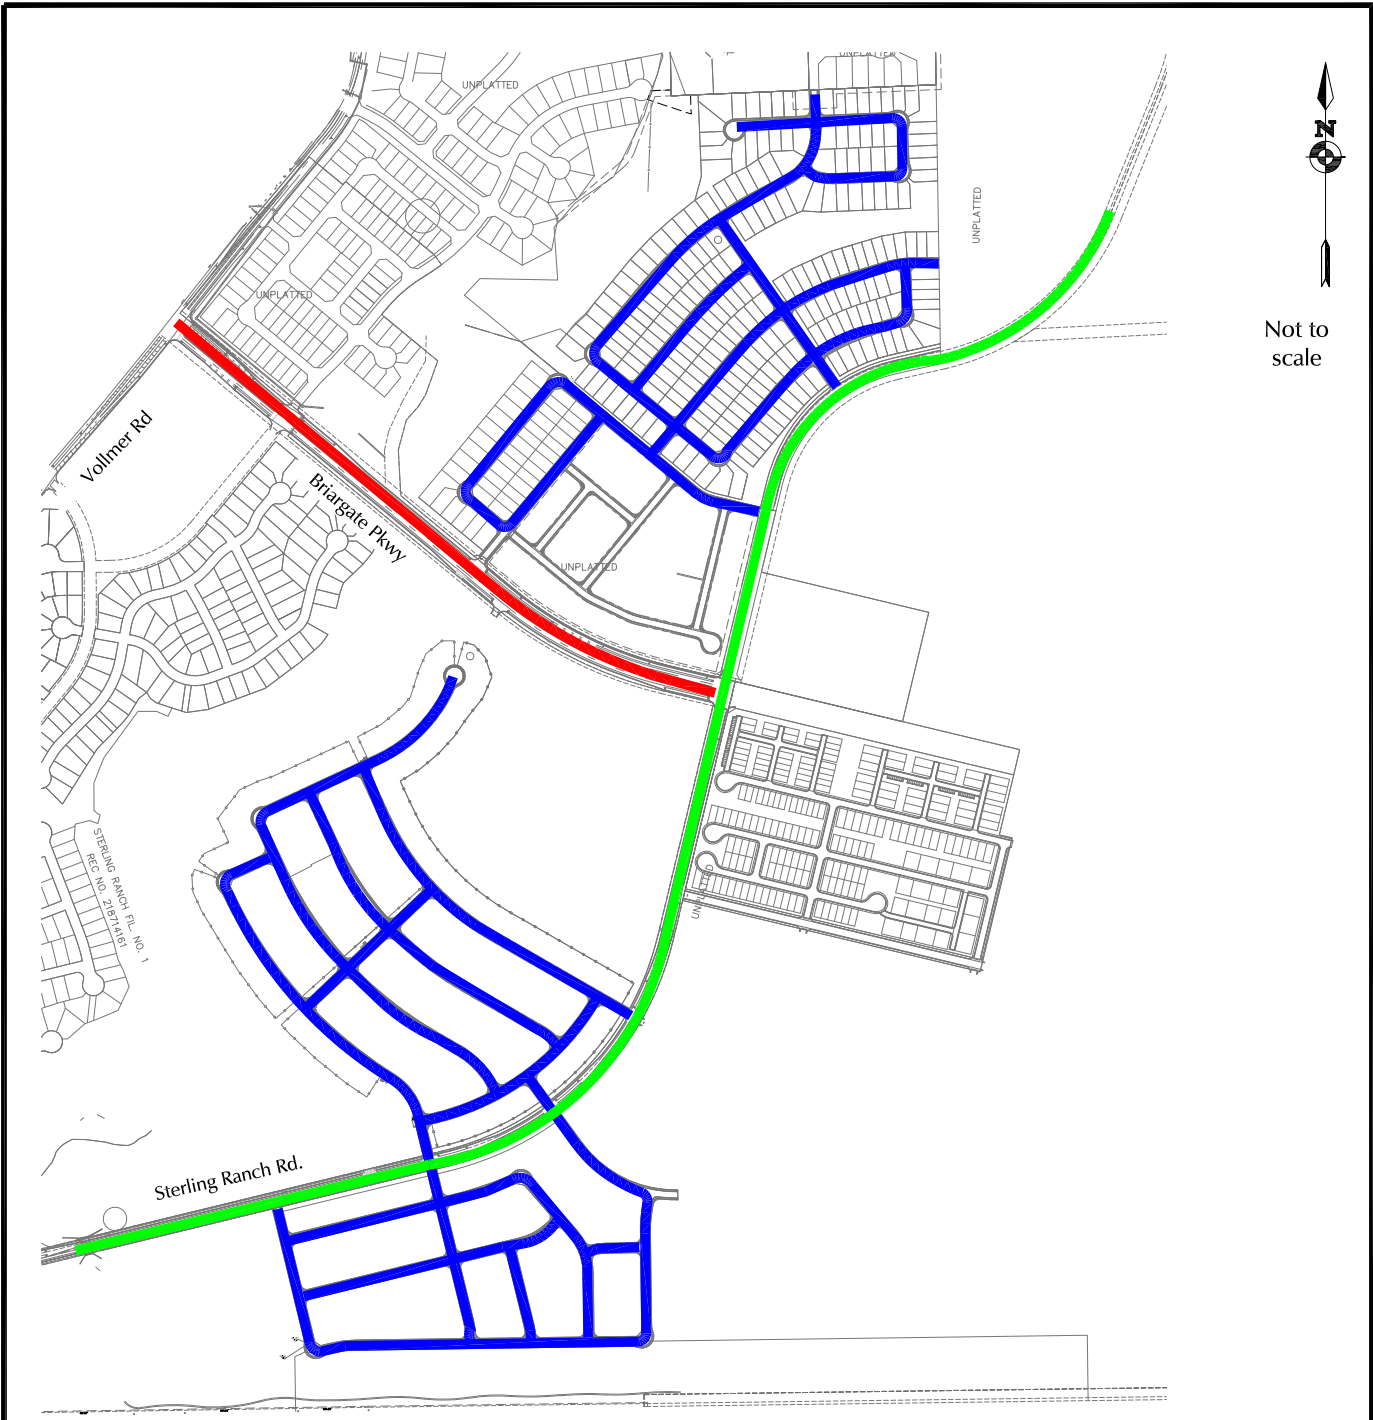 UNPLATTED
UNPLATTED
N
UNPLATTED
UNPLATTED
Not to
scale
Vollmer Rd
Briargate Pkwy
UNPLATTED
STERLING RANCH FIL. NO. 1
REC NO. 218714161
UNPLATTED
Sterling Ranch Rd.